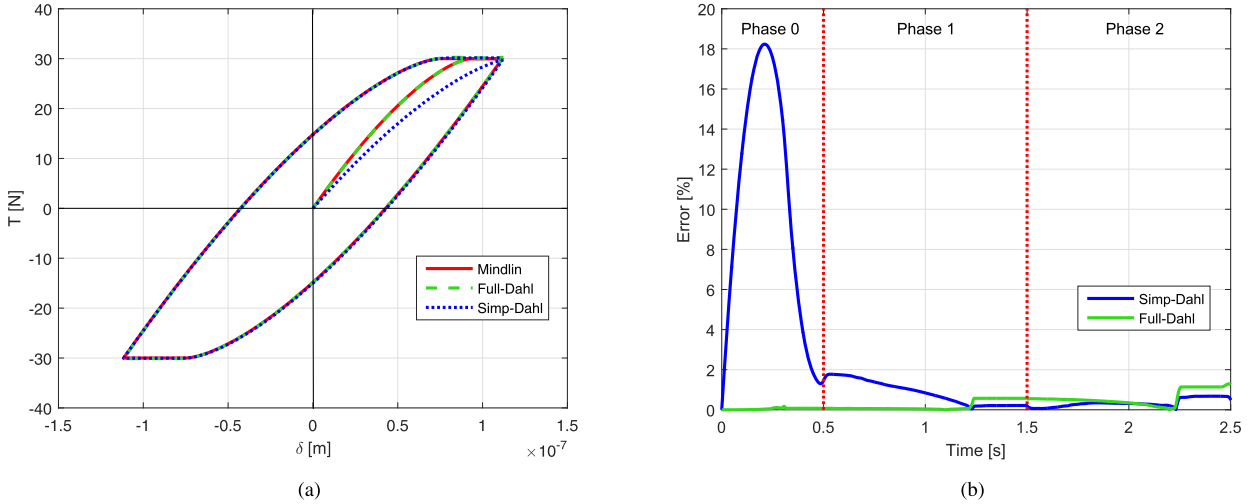 40
30
20
10
0
-10
-20
-30
-40
T [N]
-1.5
-1
-0.5
0
0.5
1
1.5
δ [m]
×10⁻⁷
Mindlin
Full-Dahl
Simp-Dahl
(a)
20
18
16
14
12
10
8
6
4
2
0
Error [%]
Phase 0
Phase 1
Phase 2
Simp-Dahl
Full-Dahl
0
0.5
1
1.5
2
2.5
Time [s]
(b)